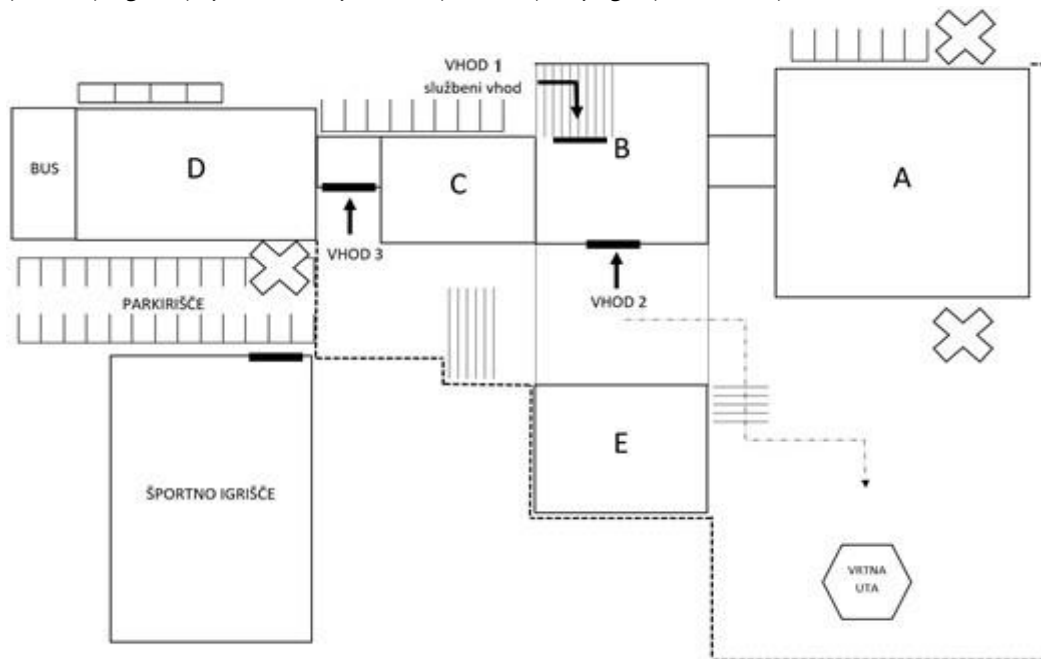 VHOD 1
službeni vhod
B
D
C
A
BUS
VHOD 3
VHOD 2
PARKIRIŠČE
E
ŠPORTNO IGRIŠČE
VRTNA
UTA